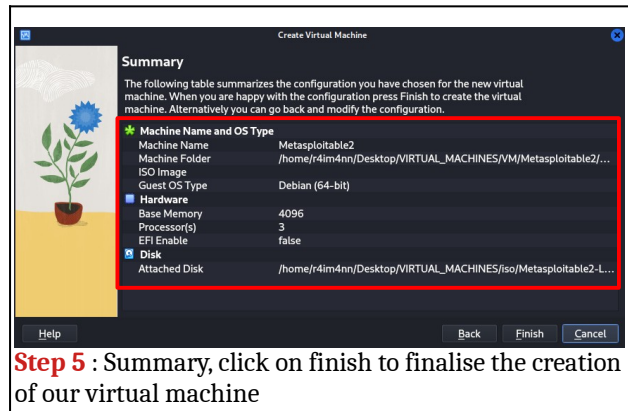 Create Virtual Machine
Summary
The following table summarizes the configuration you have chosen for the new virtual
machine. When you are happy with the configuration press Finish to create the virtual
machine. Alternatively you can go back and modify the configuration.
Machine Name and OS Type
Machine Name Metasploitable2
Machine Folder /home/r4im4nn/Desktop/VIRTUAL_MACHINES/VM/Metasploitable2/...
ISO Image
Guest OS Type Debian (64-bit)
Hardware
Base Memory 4096
Processor(s) 3
EFI Enable false
Disk
Attached Disk /home/r4im4nn/Desktop/VIRTUAL_MACHINES/iso/Metasploitable2-L...
Help Back Finish Cancel
Step 5 : Summary, click on finish to finalise the creation
of our virtual machine